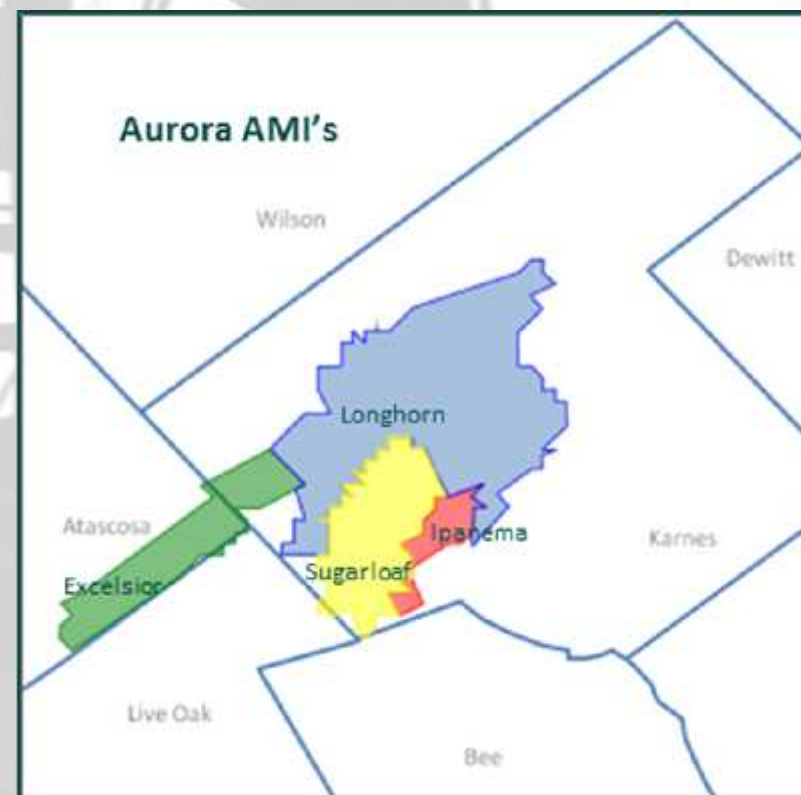 Aurora AMI's
Wilson
Dewitt
Longhorn
Atascosa
Ipanema
Karnes
Sugarloaf
Excelsior
Live Oak
Bee